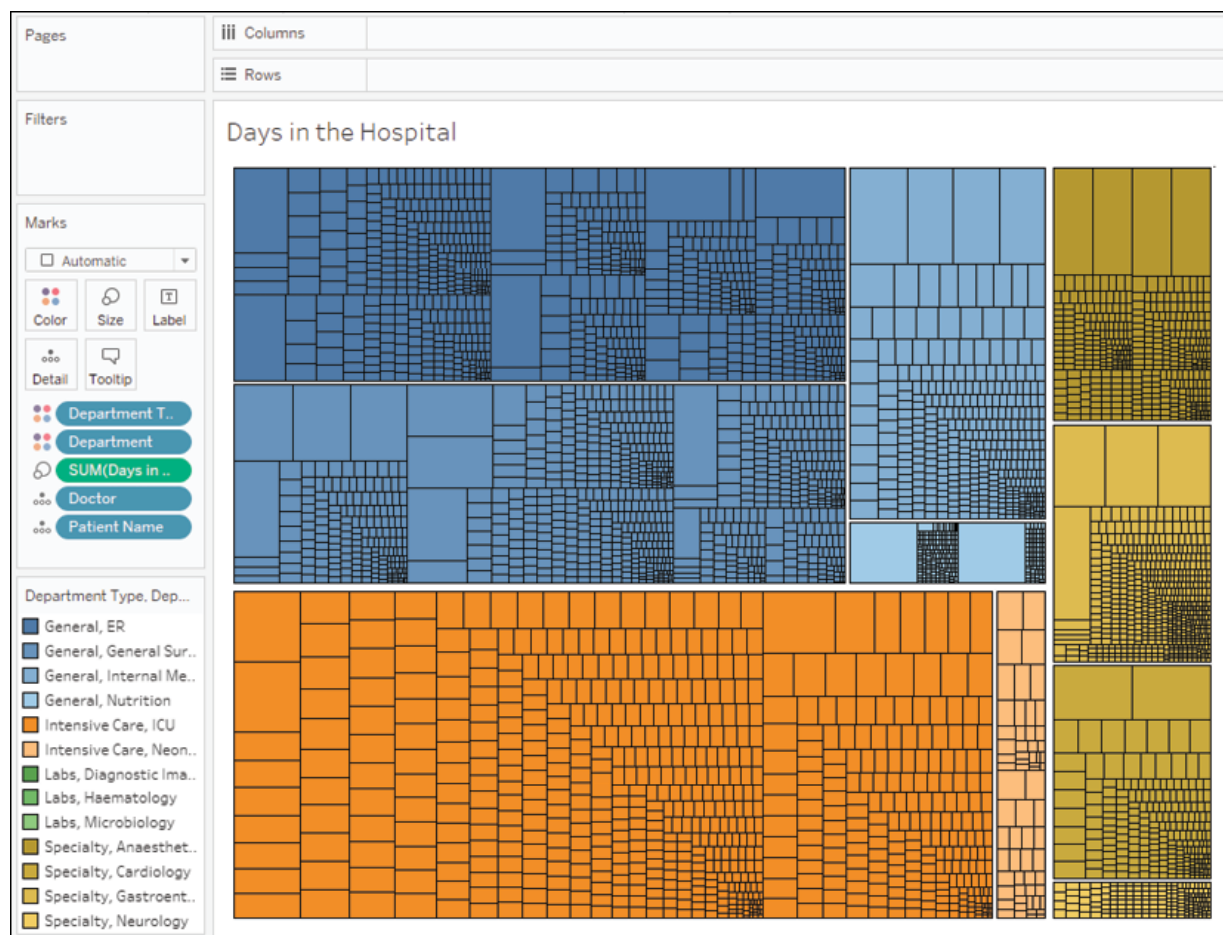 Pages
Columns
Rows
Filters
Days in the Hospital
Marks
Automatic
Color
Size
Label
Detail
Tooltip
Department T..
Department
SUM(Days in ..
Doctor
Patient Name
Department Type, Dep...
General, ER
General, General Sur..
General, Internal Me..
General, Nutrition
Intensive Care, ICU
Intensive Care, Neon..
Labs, Diagnostic Ima..
Labs, Haematology
Labs, Microbiology
Specialty, Anaesthet..
Specialty, Cardiology
Specialty, Gastroent..
Specialty, Neurology